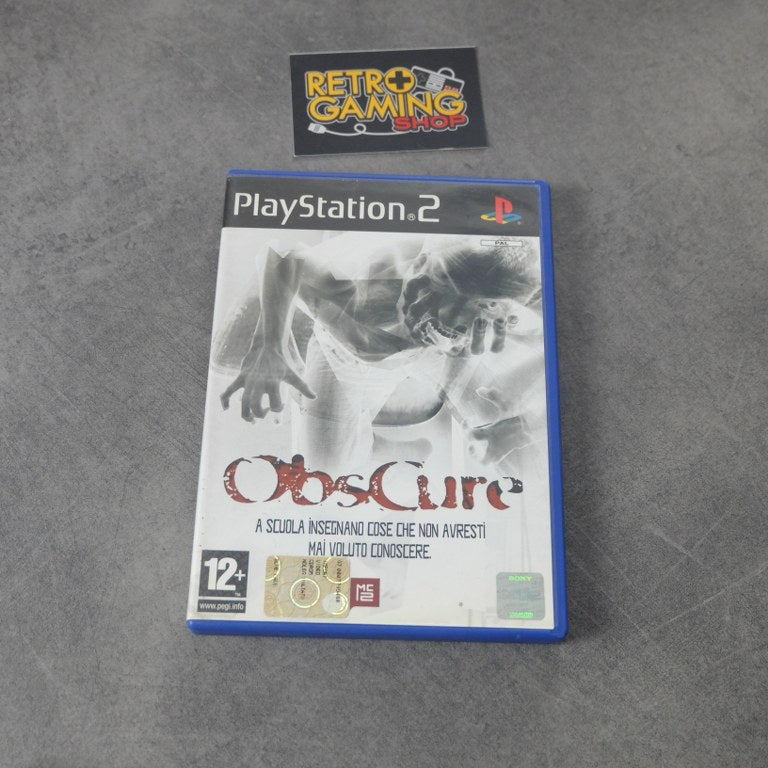 RETRO
GAMING
SHOP
PlayStation®2
PAL
ObsCure
A SCUOLA INSEGNANO COSE CHE NON AVRESTI
MAI VOLUTO CONOSCERE.
12+
www.pegi.info
MC2
SONY